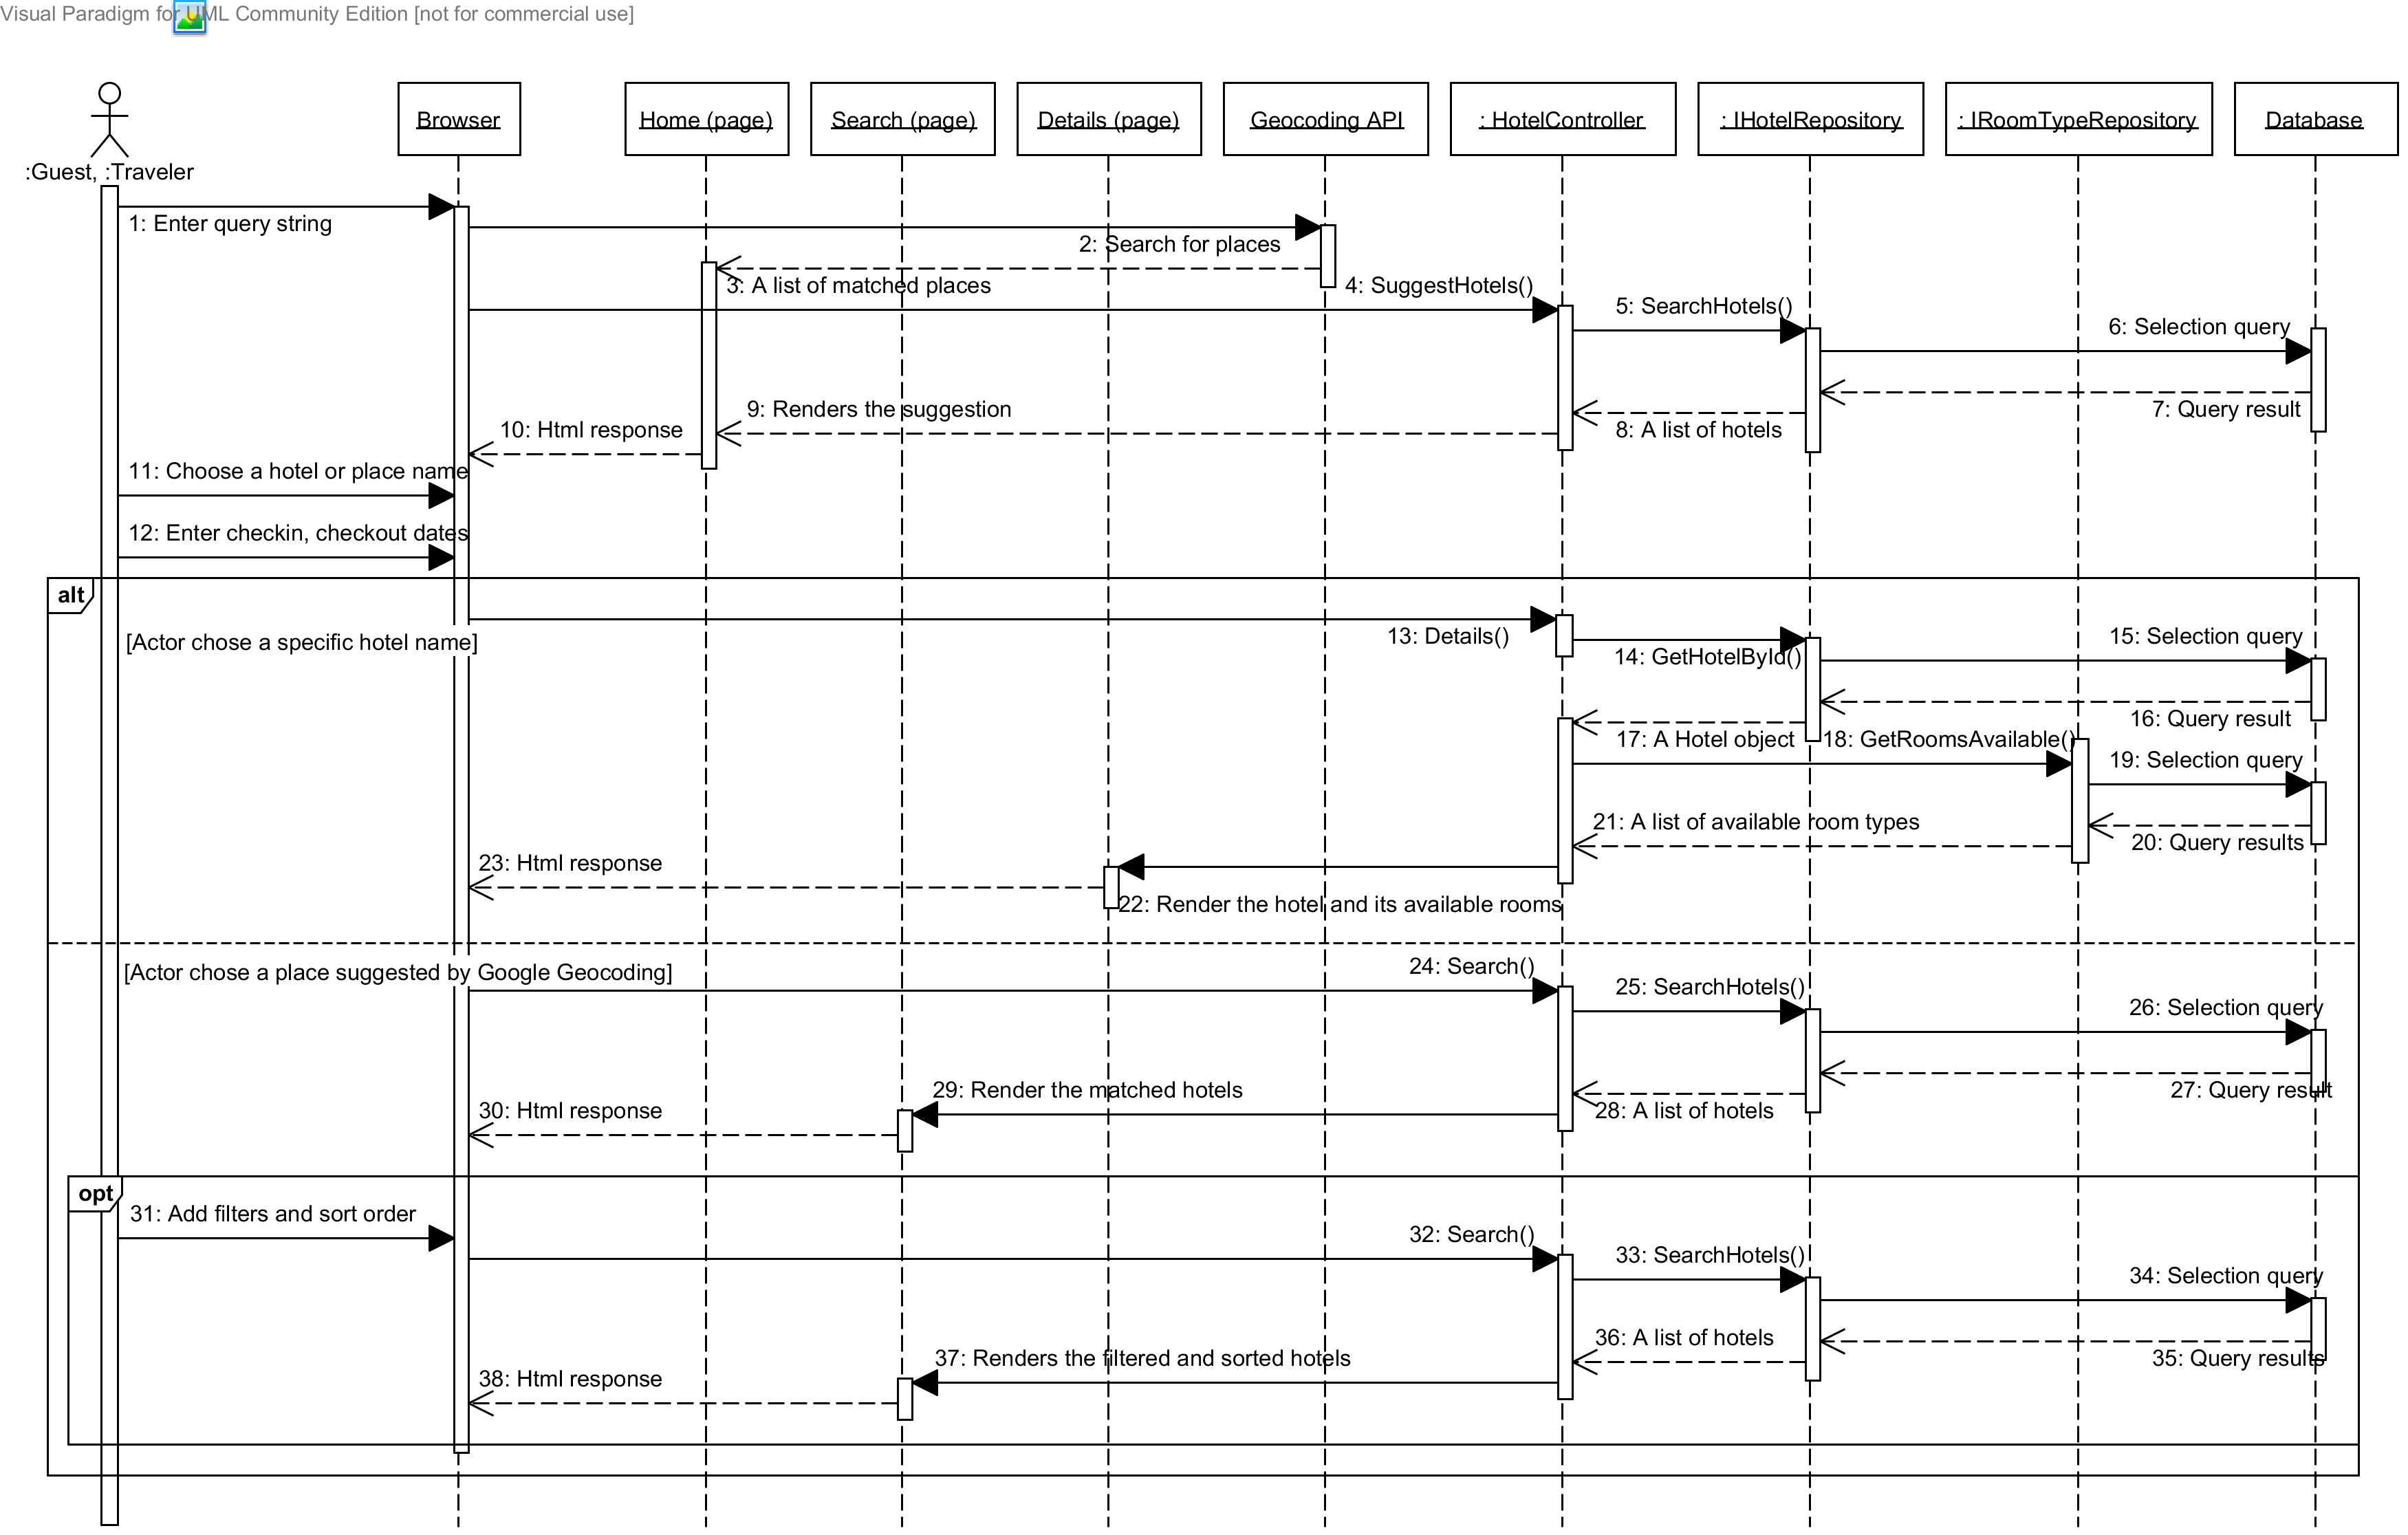 Visual Paradigm for UML Community Edition [not for commercial use]
:Guest, :Traveler
Browser
Home (page)
Search (page)
Details (page)
Geocoding API
: HotelController
: IHotelRepository
: IRoomTypeRepository
Database
1: Enter query string
2: Search for places
3: A list of matched places
4: SuggestHotels()
5: SearchHotels()
6: Selection query
7: Query result
8: A list of hotels
9: Renders the suggestion
10: Html response
11: Choose a hotel or place name
12: Enter checkin, checkout dates
alt
[Actor chose a specific hotel name]
13: Details()
14: GetHotelById()
15: Selection query
16: Query result
17: A Hotel object
18: GetRoomsAvailable()
19: Selection query
20: Query results
21: A list of available room types
22: Render the hotel and its available rooms
23: Html response
[Actor chose a place suggested by Google Geocoding]
24: Search()
25: SearchHotels()
26: Selection query
27: Query result
28: A list of hotels
29: Render the matched hotels
30: Html response
opt
31: Add filters and sort order
32: Search()
33: SearchHotels()
34: Selection query
35: Query results
36: A list of hotels
37: Renders the filtered and sorted hotels
38: Html response